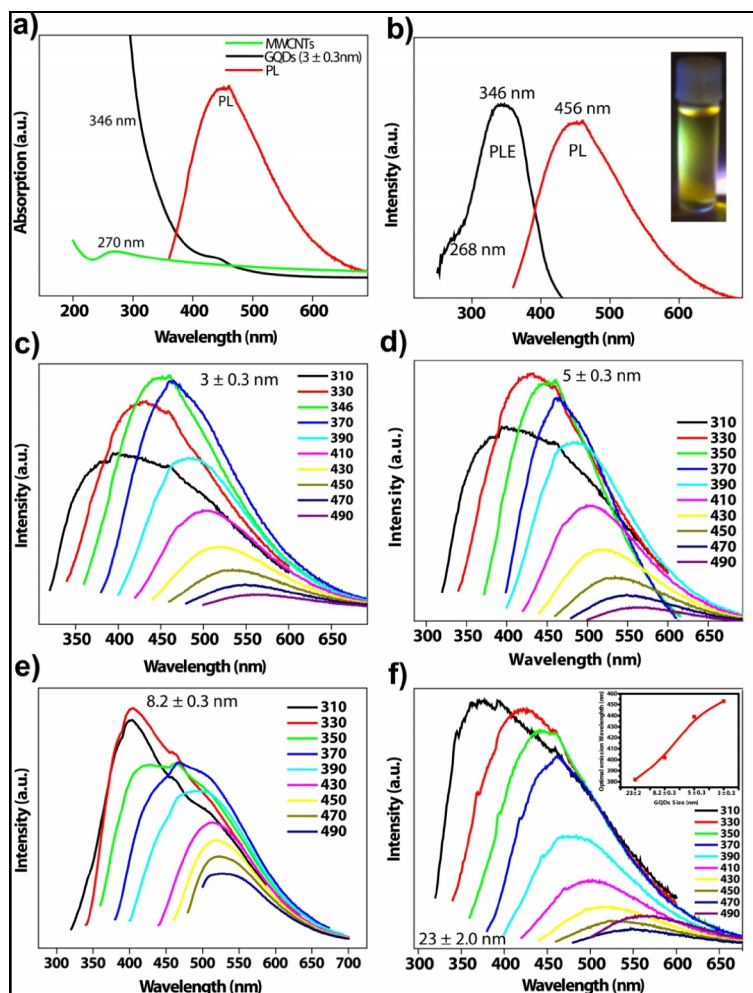 a)
MWCNTs
GQDs (3 ± 0.3nm)
PL
346 nm
PL
270 nm
Absorption (a.u.)
200 300 400 500 600
Wavelength (nm)
b)
346 nm
456 nm
PLE
PL
268 nm
Intensity (a.u.)
300 400 500 600
Wavelength (nm)
c)
3 ± 0.3 nm
310
330
346
370
390
410
430
450
470
490
Intensity (a.u.)
350 400 450 500 550 600 650
Wavelength (nm)
d)
5 ± 0.3 nm
310
330
350
370
390
410
430
450
470
490
Intensity (a.u.)
300 350 400 450 500 550 600 650
Wavelength (nm)
e)
8.2 ± 0.3 nm
310
330
350
370
390
430
450
470
490
Intensity (a.u.)
300 350 400 450 500 550 600 650 700
Wavelength (nm)
f)
Optimal emission Wavelength (nm)
460
450
440
430
420
410
400
390
380
23±2 8.2±0.3 5±0.3 3±0.3
GQDs Size (nm)
310
330
350
370
390
410
430
450
470
490
23 ± 2.0 nm
Intensity (a.u.)
300 350 400 450 500 550 600 650
Wavelength (nm)